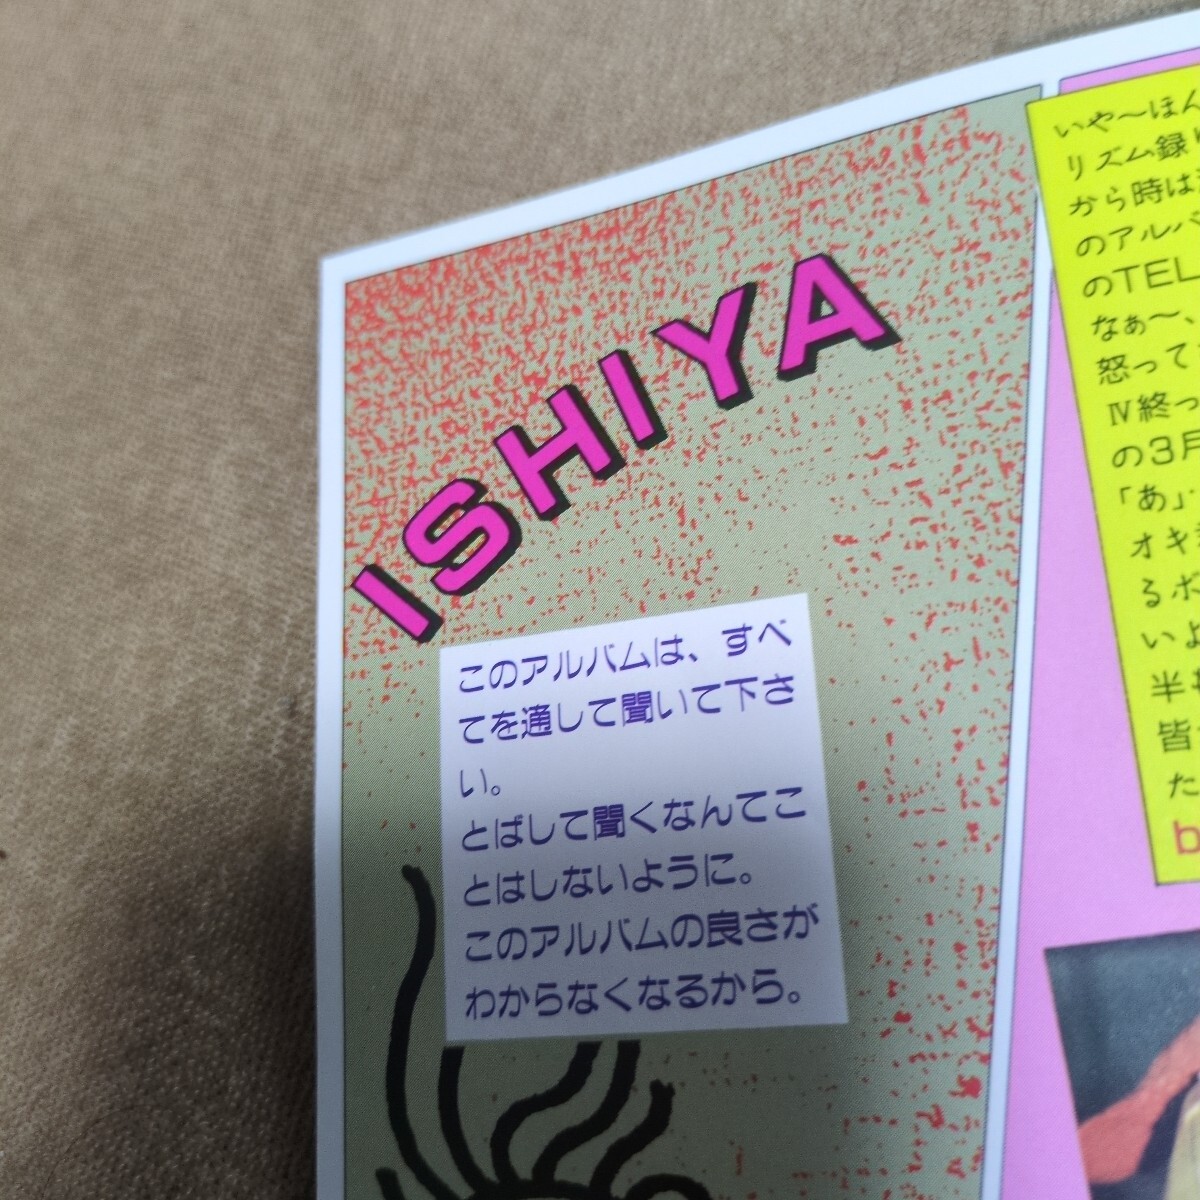 ISHIYA
このアルバムは、すべ
てを通して聞いて下さ
い。
とばして聞くなんてこ
とはしないように。
このアルバムの良さが
わからなくなるから。
いや〜ほん
リズム録り
から時は
のアルバ
のTEL
なぁ〜、
怒って
Ⅳ終っ
の3月
「あ」
オキ
るボ
いよ
半
皆
た
b